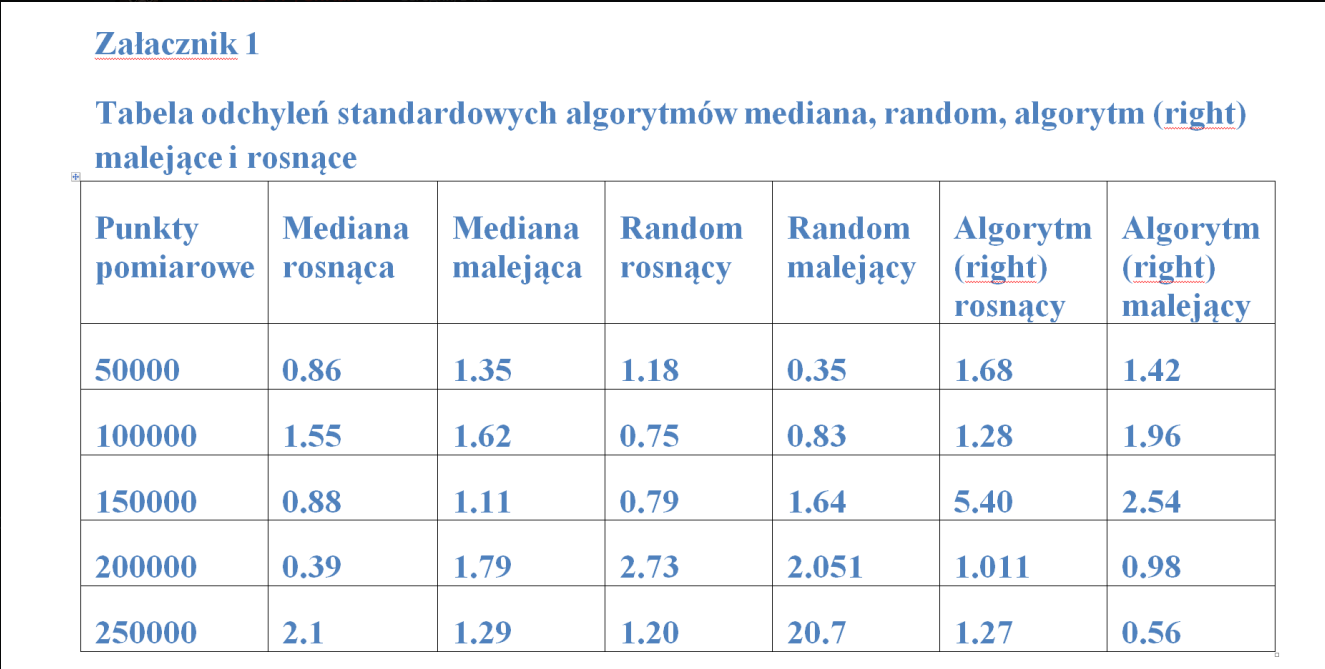 Załacznik 1
Tabela odchyleń standardowych algorytmów mediana, random, algorytm (right)
malejące i rosnące
Punkty pomiarowe Mediana rosnąca Mediana malejąca Random rosnący Random malejący Algorytm (right) rosnący Algorytm (right) malejący
50000 0.86 1.35 1.18 0.35 1.68 1.42
100000 1.55 1.62 0.75 0.83 1.28 1.96
150000 0.88 1.11 0.79 1.64 5.40 2.54
200000 0.39 1.79 2.73 2.051 1.011 0.98
250000 2.1 1.29 1.20 20.7 1.27 0.56